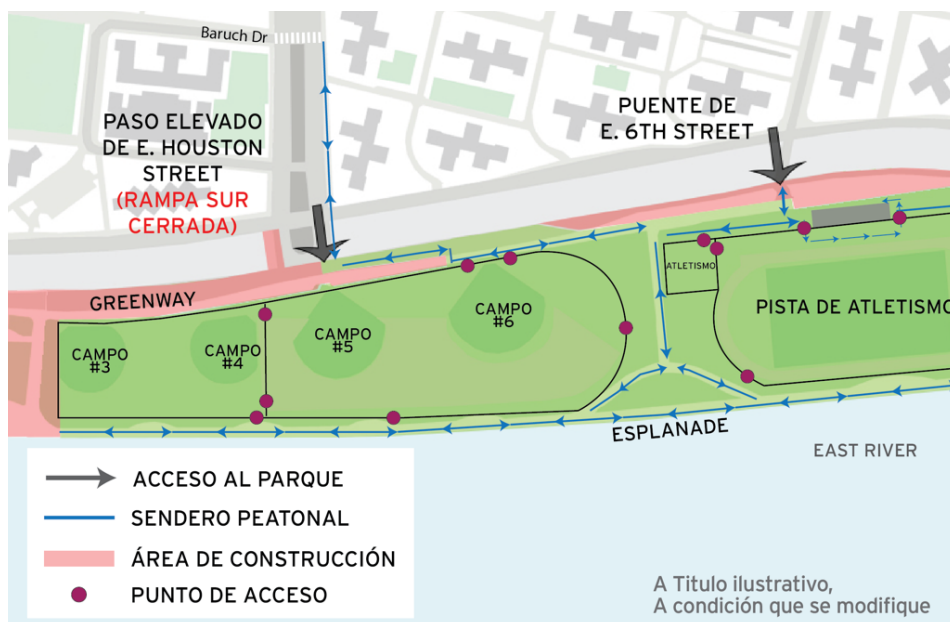 Baruch Dr
PASO ELEVADO
DE E. HOUSTON
STREET
(RAMPA SUR
CERRADA)
PUENTE DE
E. 6TH STREET
GREENWAY
ATLETISMO
PISTA DE ATLETISMO
CAMPO
#3
CAMPO
#4
CAMPO
#5
CAMPO
#6
ESPLANADE
EAST RIVER
ACCESO AL PARQUE
SENDERO PEATONAL
ÁREA DE CONSTRUCCIÓN
PUNTO DE ACCESO
A Titulo ilustrativo,
A condición que se modifique